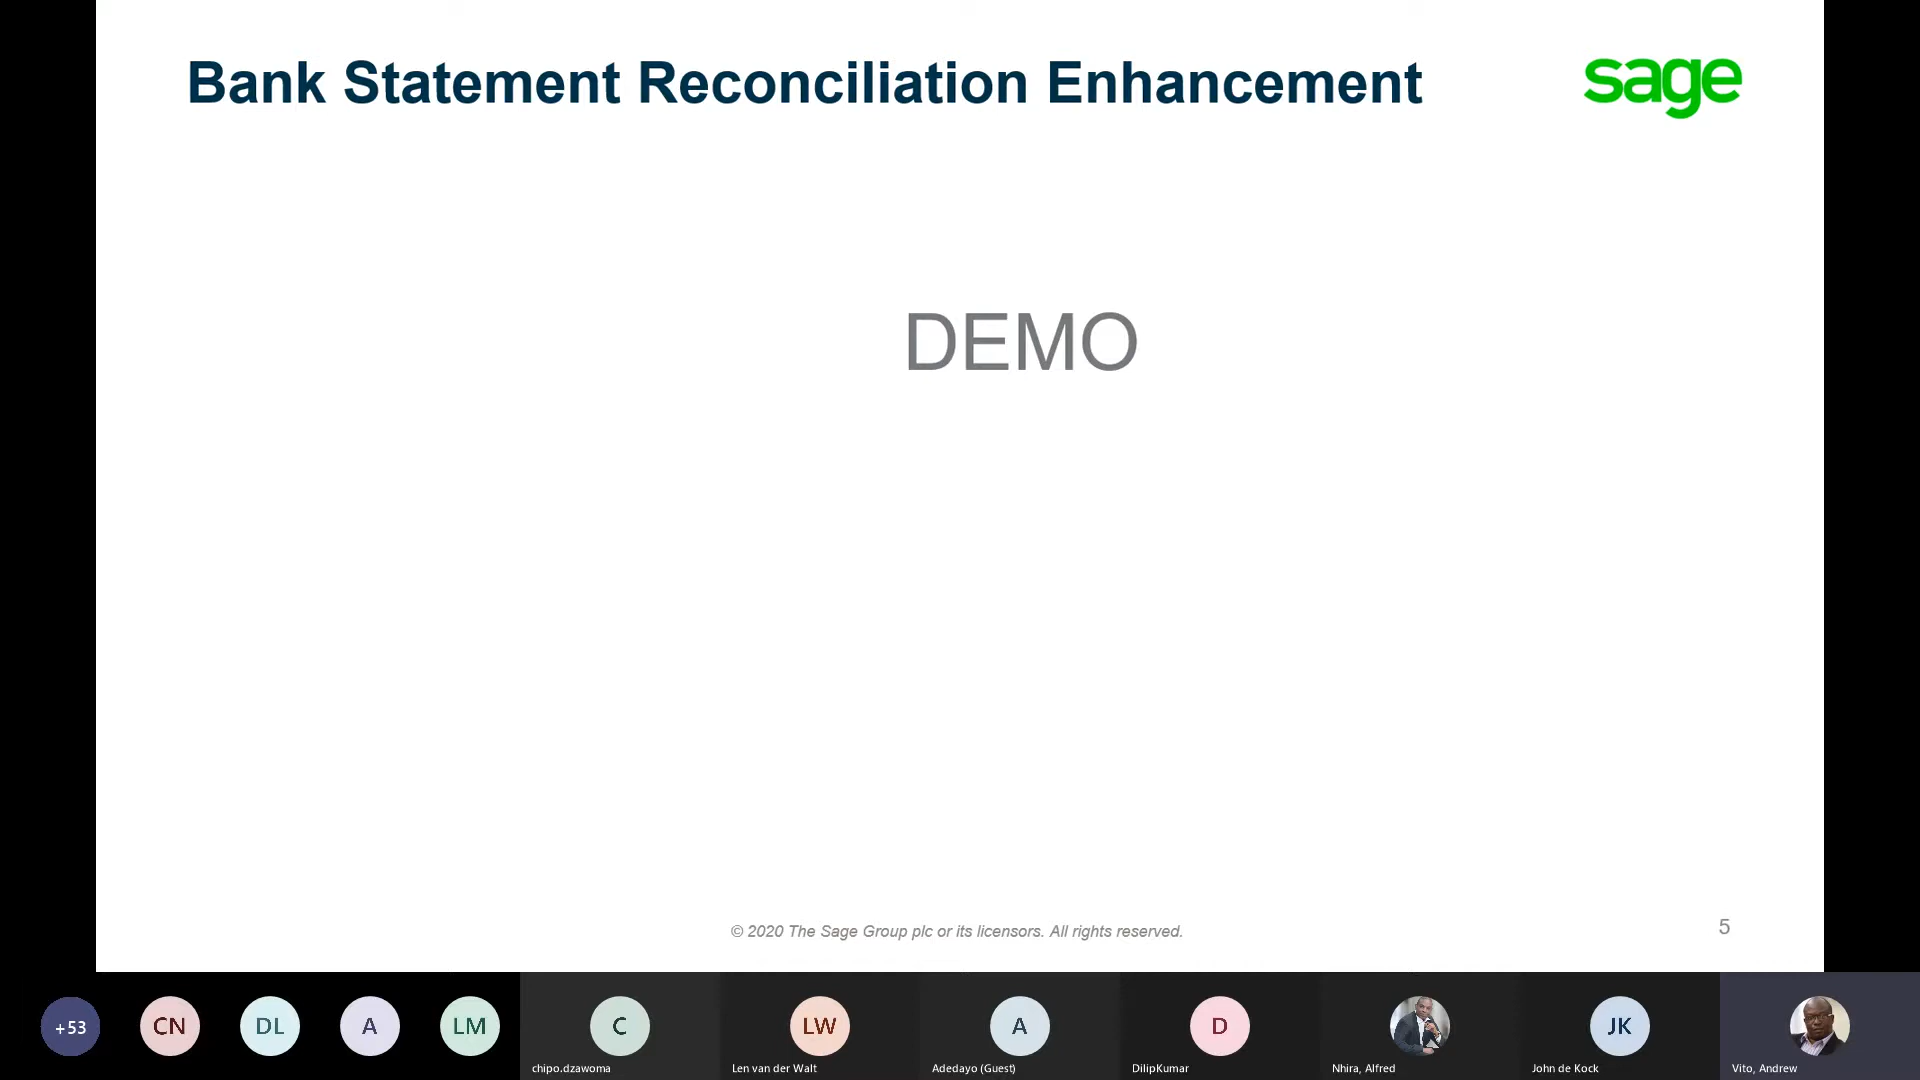 Bank Statement Reconciliation Enhancement
sage
DEMO
© 2020 The Sage Group plc or its licensors. All rights reserved.
5
+53
CN
DL
A
LM
C
LW
A
D
JK
chipo.dzawoma
Len van der Walt
Adedayo (Guest)
DilipKumar
Nhira, Alfred
John de Kock
Vito, Andrew